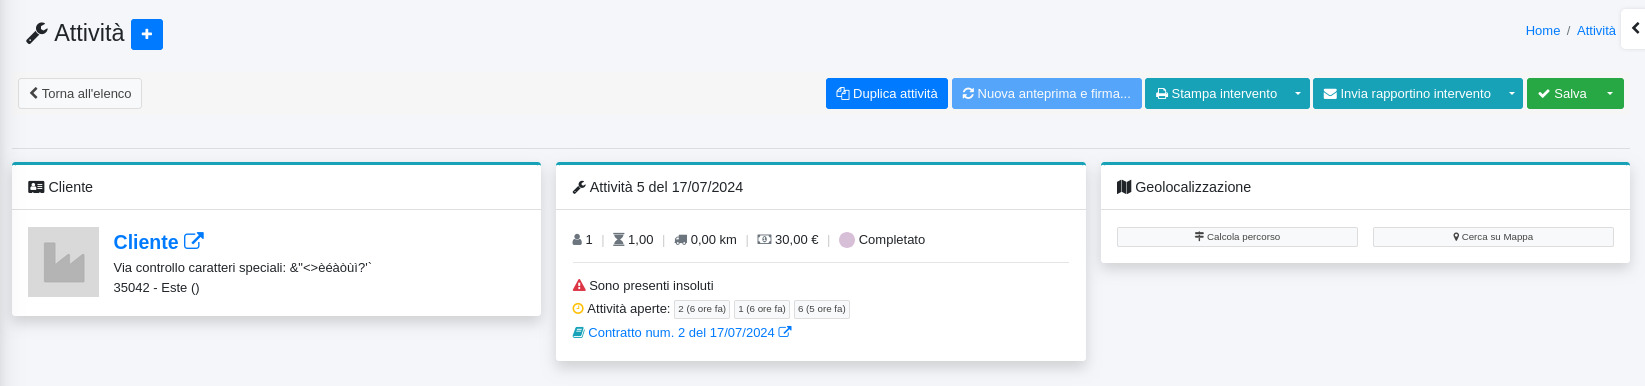 Attività
Home / Attività
Torna all'elenco
Duplica attività
Nuova anteprima e firma...
Stampa intervento
Invia rapportino intervento
Salva
Cliente
Cliente
Via controllo caratteri speciali: &"<>èéàòùì?'`
35042 - Este ()
Attività 5 del 17/07/2024
1 | 1,00 | 0,00 km | 30,00 € | Completato
Sono presenti insoluti
Attività aperte: 2 (6 ore fa) 1 (6 ore fa) 6 (5 ore fa)
Contratto num. 2 del 17/07/2024
Geolocalizzazione
Calcola percorso
Cerca su Mappa